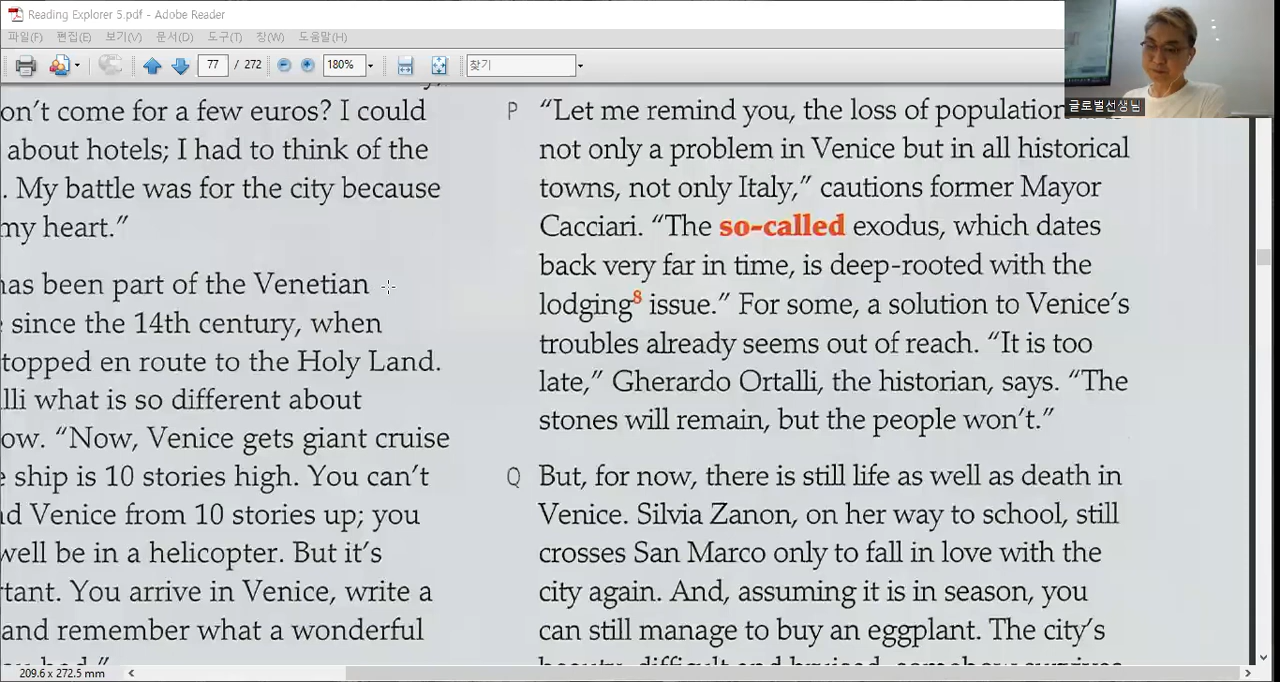 Reading Explorer 5.pdf - Adobe Reader
파일(F) 편집(E) 보기(V) 문서(D) 도구(T) 창(W) 도움말(H)
77 / 272 180% 찾기
글로벌선생님
on't come for a few euros? I could
about hotels; I had to think of the
. My battle was for the city because
my heart."
has been part of the Venetian
since the 14th century, when
topped en route to the Holy Land.
lli what is so different about
ow. "Now, Venice gets giant cruise
ship is 10 stories high. You can't
nd Venice from 10 stories up; you
well be in a helicopter. But it's
rtant. You arrive in Venice, write a
and remember what a wonderful
P "Let me remind you, the loss of population
not only a problem in Venice but in all historical
towns, not only Italy," cautions former Mayor
Cacciari. "The so-called exodus, which dates
back very far in time, is deep-rooted with the
lodging8 issue." For some, a solution to Venice's
troubles already seems out of reach. "It is too
late," Gherardo Ortalli, the historian, says. "The
stones will remain, but the people won't."
Q But, for now, there is still life as well as death in
Venice. Silvia Zanon, on her way to school, still
crosses San Marco only to fall in love with the
city again. And, assuming it is in season, you
can still manage to buy an eggplant. The city's
209.6 x 272.5 mm